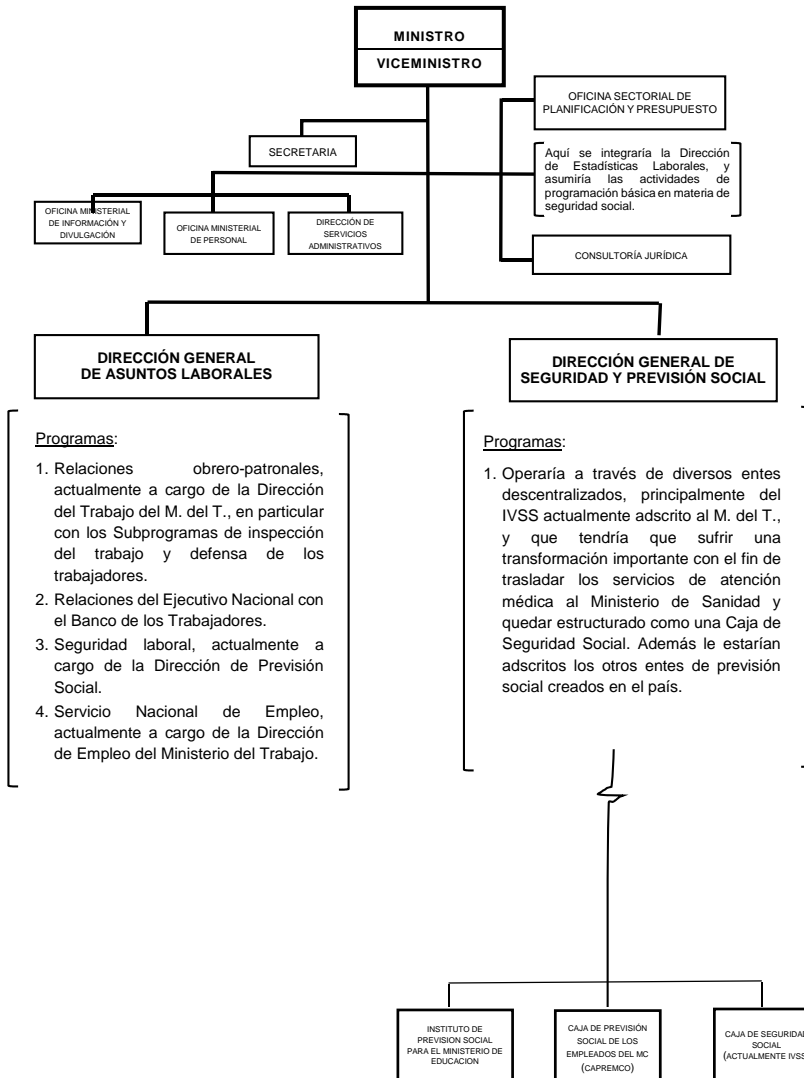 MINISTRO
VICEMINISTRO
OFICINA SECTORIAL DE
PLANIFICACIÓN Y PRESUPUESTO
SECRETARIA
Aquí se integraría la Dirección
de Estadísticas Laborales, y
asumiría las actividades de
programación básica en materia de
seguridad social.
OFICINA MINISTERIAL
DE INFORMACIÓN Y
DIVULGACIÓN
OFICINA MINISTERIAL
DE PERSONAL
DIRECCIÓN DE
SERVICIOS
ADMINISTRATIVOS
CONSULTORÍA JURÍDICA
DIRECCIÓN GENERAL
DE ASUNTOS LABORALES
Programas:
1. Relaciones obrero-patronales,
actualmente a cargo de la Dirección
del Trabajo del M. del T., en particular
con los Subprogramas de inspección
del trabajo y defensa de los
trabajadores.
2. Relaciones del Ejecutivo Nacional con
el Banco de los Trabajadores.
3. Seguridad laboral, actualmente a
cargo de la Dirección de Previsión
Social.
4. Servicio Nacional de Empleo,
actualmente a cargo de la Dirección
de Empleo del Ministerio del Trabajo.
DIRECCIÓN GENERAL DE
SEGURIDAD Y PREVISIÓN SOCIAL
Programas:
1. Operaría a través de diversos entes
descentralizados, principalmente del
IVSS actualmente adscrito al M. del T.,
y que tendría que sufrir una
transformación importante con el fin de
trasladar los servicios de atención
médica al Ministerio de Sanidad y
quedar estructurado como una Caja de
Seguridad Social. Además le estarían
adscritos los otros entes de previsión
social creados en el país.
INSTITUTO DE
PREVISION SOCIAL
PARA EL MINISTERIO DE
EDUCACION
CAJA DE PREVISIÓN
SOCIAL DE LOS
EMPLEADOS DEL MC
(CAPREMCO)
CAJA DE SEGURIDAD
SOCIAL
(ACTUALMENTE IVSS